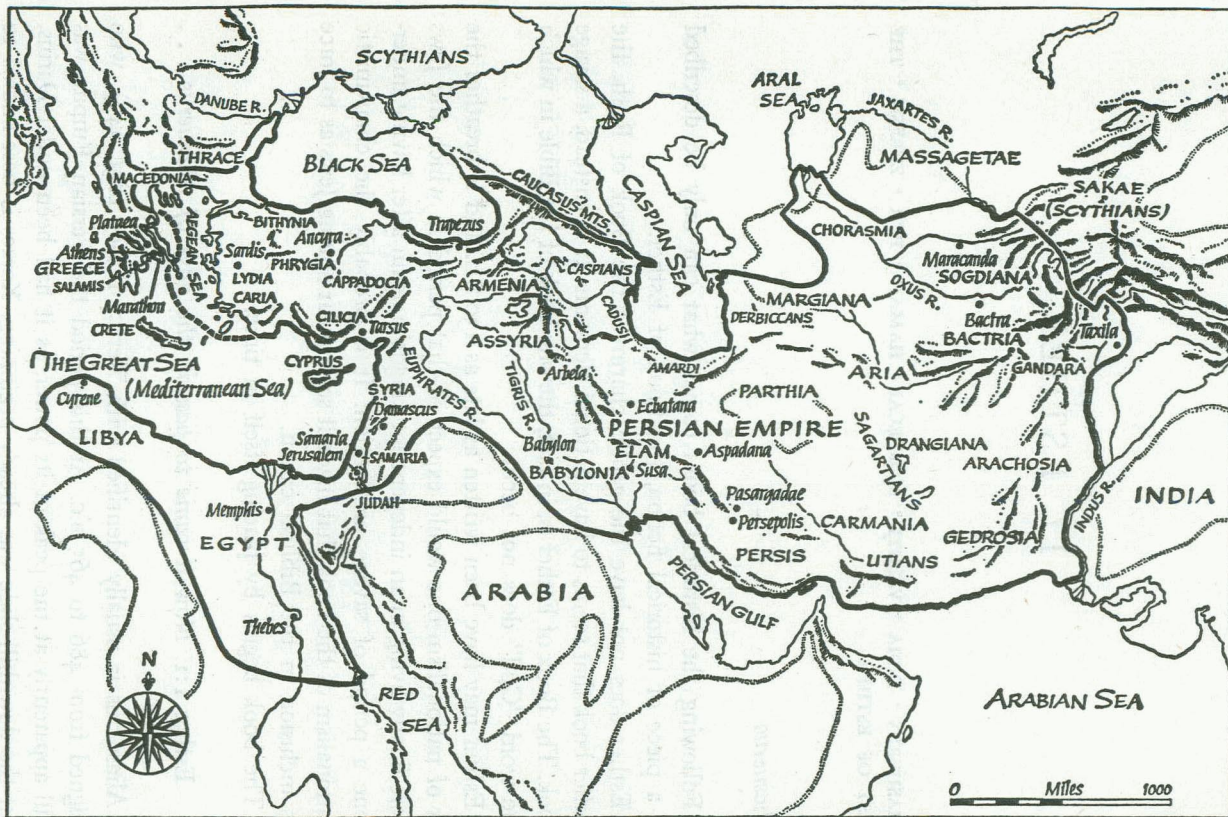 SCYTHIANS
DANUBE R.
ARAL
SEA
JAXARTES R.
THRACE
BLACK SEA
MASSAGETAE
MACEDONIA
CAUCASUS MTS.
CASPIAN SEA
SAKAE
(SCYTHIANS)
Plataea
AEGEAN SEA
BITHYNIA
Trapezus
CHORASMIA
Athens
Sardis
Ancyra
Maracanda
GREECE
PHRYGIA
SOGDIANA
SALAMIS
LYDIA
CAPPADOCIA
ARMENIA
CASPIANS
OXUS R.
Marathon
CARIA
CADUSII
MARGIANA
CRETE
CILICIA
Tarsus
DERBICCANS
Bactra
Taxila
ASSYRIA
BACTRIA
THE GREAT SEA
(Mediterranean Sea)
CYPRUS
EUPHRATES R.
Arbela
AMARDI
ARIA
GANDARA
Cyrene
SYRIA
TIGRIS R.
PARTHIA
LIBYA
Damascus
Ecbatana
Samaria
Jerusalem
SAMARIA
Babylon
PERSIAN EMPIRE
SAGARTIANS
DRANGIANA
ELAM
Aspadana
BABYLONIA
Susa
ARACHOSIA
JUDAH
Memphis
Pasargadae
INDUS R.
INDIA
EGYPT
Persepolis
CARMANIA
GEDROSIA
PERSIS
UTIANS
ARABIA
PERSIAN GULF
Thebes
N
RED
SEA
ARABIAN SEA
0 Miles 1000